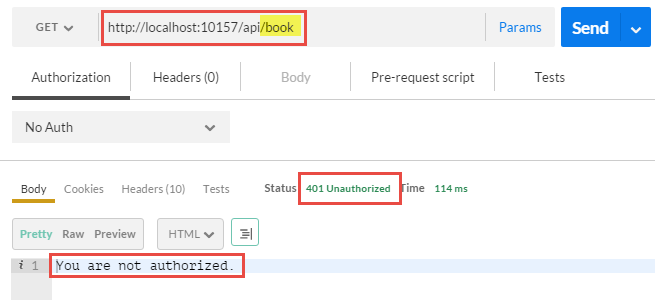 GET http://localhost:10157/api/book Params Send
Authorization Headers (0) Body Pre-request script Tests
No Auth
Body Cookies Headers (10) Tests Status 401 Unauthorized Time 114 ms
Pretty Raw Preview HTML
i 1 You are not authorized.